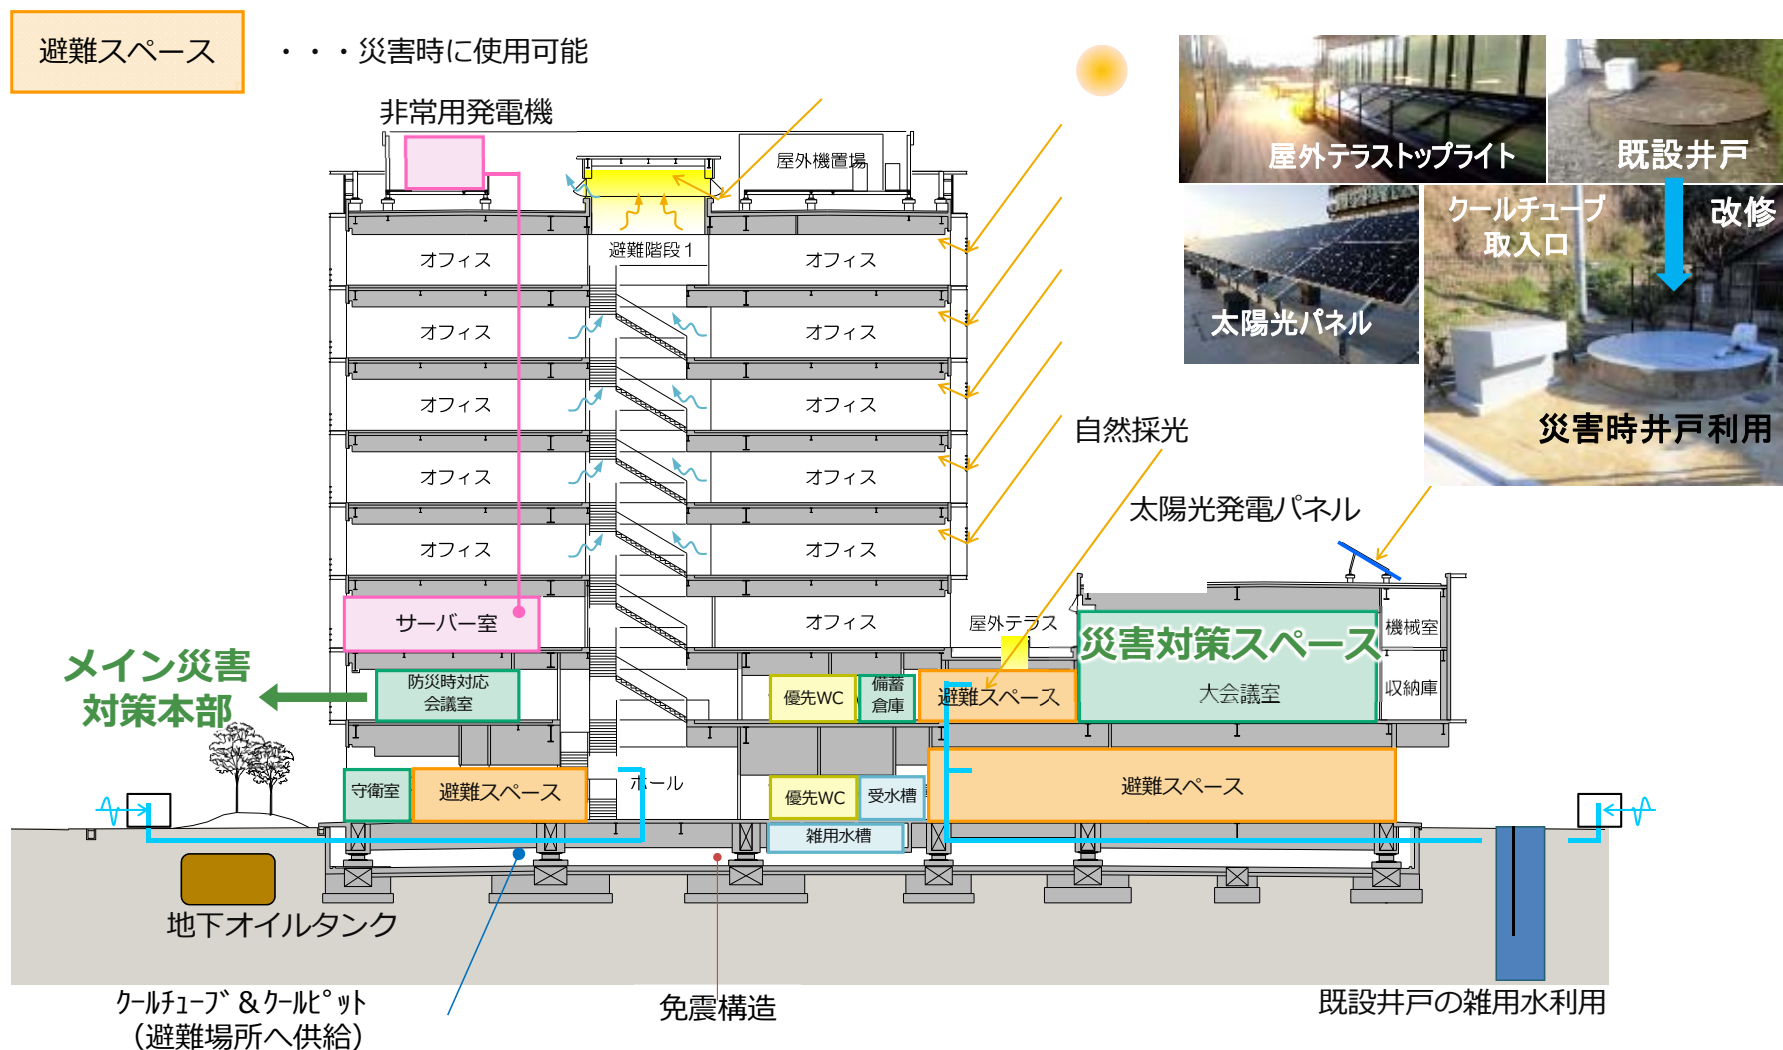 避難スペース
・・・災害時に使用可能
非常用発電機
屋外機置場
屋外テラストップライト
既設井戸
クールチューブ
取入口
改修
太陽光パネル
災害時井戸利用
避難階段1
オフィス
オフィス
オフィス
オフィス
オフィス
オフィス
オフィス
オフィス
オフィス
オフィス
自然採光
太陽光発電パネル
サーバー室
オフィス
屋外テラス
災害対策スペース
大会議室
機械室
収納庫
メイン災害
対策本部
防災時対応
会議室
優先WC
備蓄
倉庫
避難スペース
守衛室
避難スペース
ホール
優先WC
受水槽
避難スペース
雑用水槽
地下オイルタンク
ｸｰﾙﾁｭｰﾌﾞ＆ｸｰﾙﾋﾟｯﾄ
（避難場所へ供給）
免震構造
既設井戸の雑用水利用